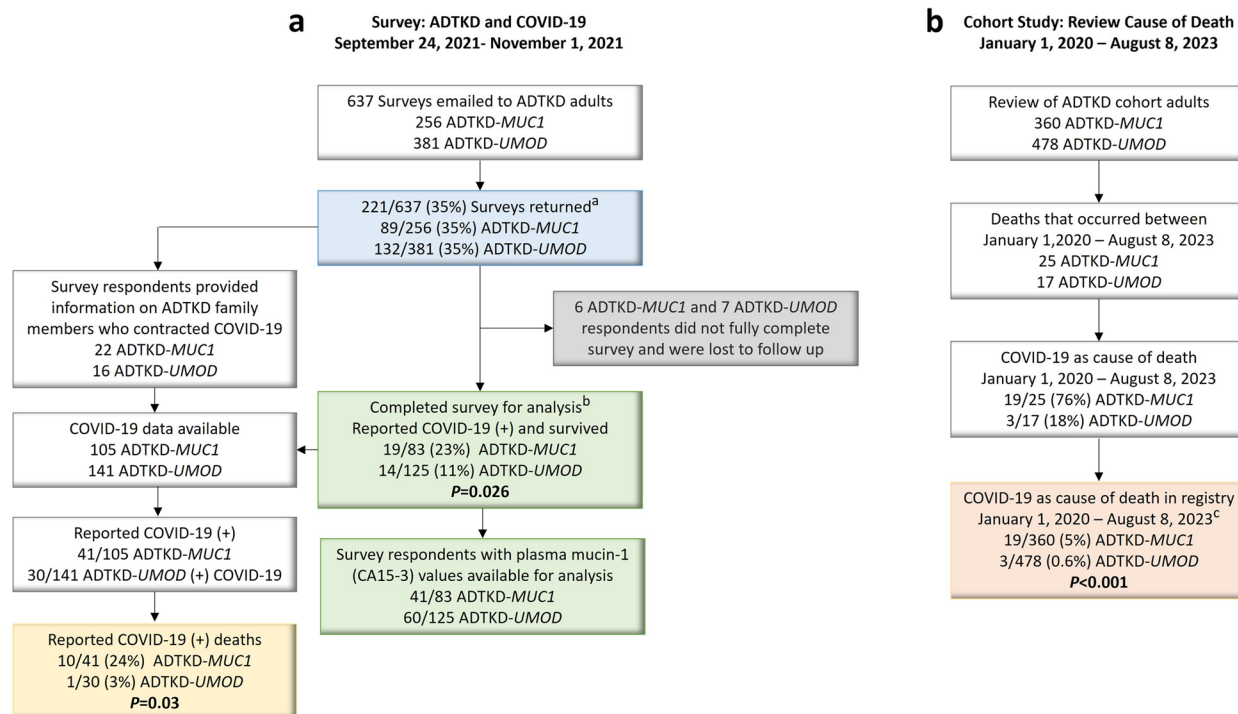 a
Survey: ADTKD and COVID-19
September 24, 2021- November 1, 2021
637 Surveys emailed to ADTKD adults
256 ADTKD-MUC1
381 ADTKD-UMOD
221/637 (35%) Surveys returnedᵃ
89/256 (35%) ADTKD-MUC1
132/381 (35%) ADTKD-UMOD
6 ADTKD-MUC1 and 7 ADTKD-UMOD
respondents did not fully complete
survey and were lost to follow up
Survey respondents provided
information on ADTKD family
members who contracted COVID-19
22 ADTKD-MUC1
16 ADTKD-UMOD
Completed survey for analysisᵇ
Reported COVID-19 (+) and survived
19/83 (23%) ADTKD-MUC1
14/125 (11%) ADTKD-UMOD
P=0.026
COVID-19 data available
105 ADTKD-MUC1
141 ADTKD-UMOD
Reported COVID-19 (+)
41/105 ADTKD-MUC1
30/141 ADTKD-UMOD (+) COVID-19
Survey respondents with plasma mucin-1
(CA15-3) values available for analysis
41/83 ADTKD-MUC1
60/125 ADTKD-UMOD
Reported COVID-19 (+) deaths
10/41 (24%) ADTKD-MUC1
1/30 (3%) ADTKD-UMOD
P=0.03
b
Cohort Study: Review Cause of Death
January 1, 2020 – August 8, 2023
Review of ADTKD cohort adults
360 ADTKD-MUC1
478 ADTKD-UMOD
Deaths that occurred between
January 1,2020 – August 8, 2023
25 ADTKD-MUC1
17 ADTKD-UMOD
COVID-19 as cause of death
January 1, 2020 – August 8, 2023
19/25 (76%) ADTKD-MUC1
3/17 (18%) ADTKD-UMOD
COVID-19 as cause of death in registry
January 1, 2020 – August 8, 2023ᶜ
19/360 (5%) ADTKD-MUC1
3/478 (0.6%) ADTKD-UMOD
P<0.001